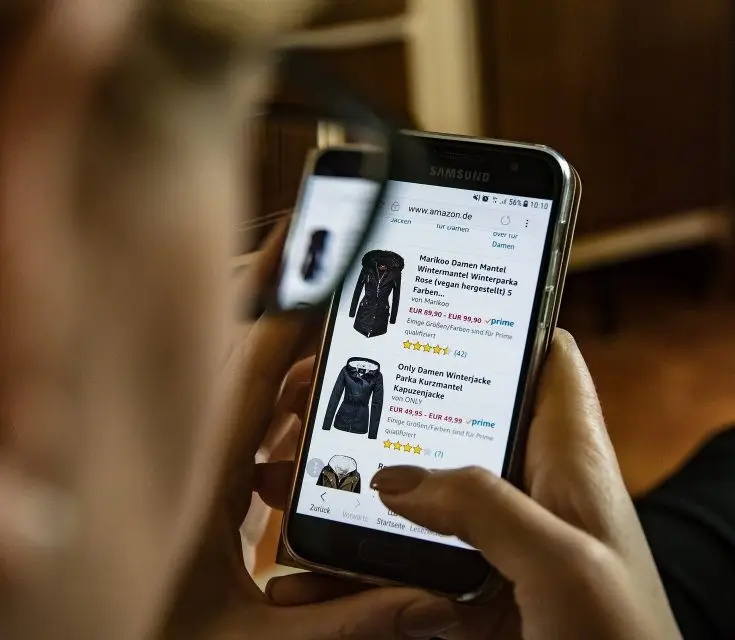 SAMSUNG
56% 10:10
www.amazon.de
Jacken
für Damen
Damen
Marikoo Damen Mantel
Wintermantel Winterparka
Rose (vegan hergestellt) 5
Farben...
von Marikoo
EUR 89,90 - EUR 99,90 prime
Einige Größen/Farben sind für Prime
qualifiziert
(42)
Only Damen Winterjacke
Parka Kurzmantel
Kapuzenjacke
von ONLY
EUR 49,95 - EUR 49,99 prime
Einige Größen/Farben sind für Prime
qualifiziert
(7)
Zurück
Vorwärts
Startseite